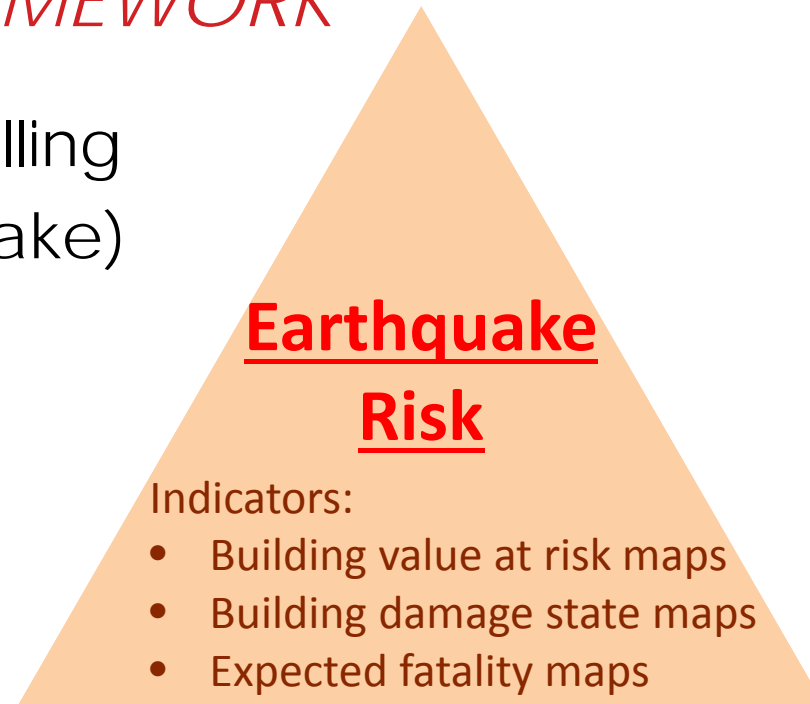 MEWORK
lling
ake)
Earthquake
Risk
Indicators:
• Building value at risk maps
• Building damage state maps
• Expected fatality maps